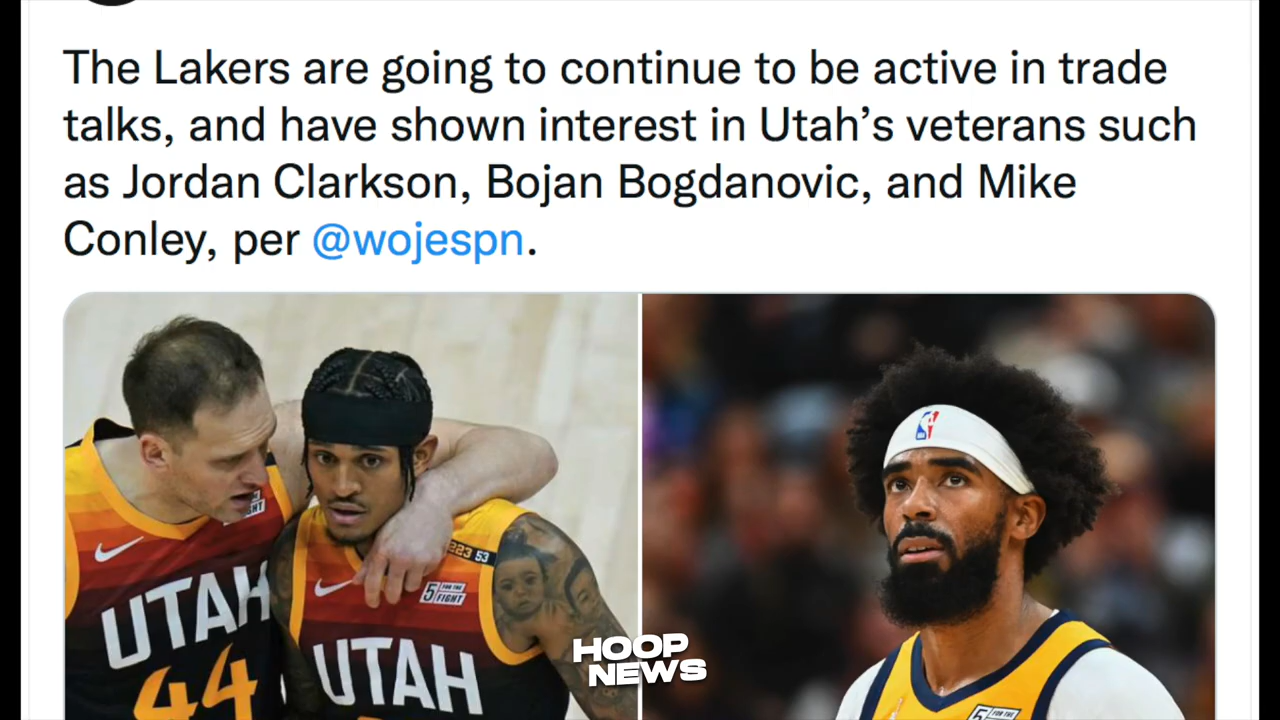 The Lakers are going to continue to be active in trade
talks, and have shown interest in Utah’s veterans such
as Jordan Clarkson, Bojan Bogdanovic, and Mike
Conley, per @wojespn.
UTAH
44
223 53
5 FOR THE FIGHT
UTAH
HOOP
NEWS
5 FOR THE